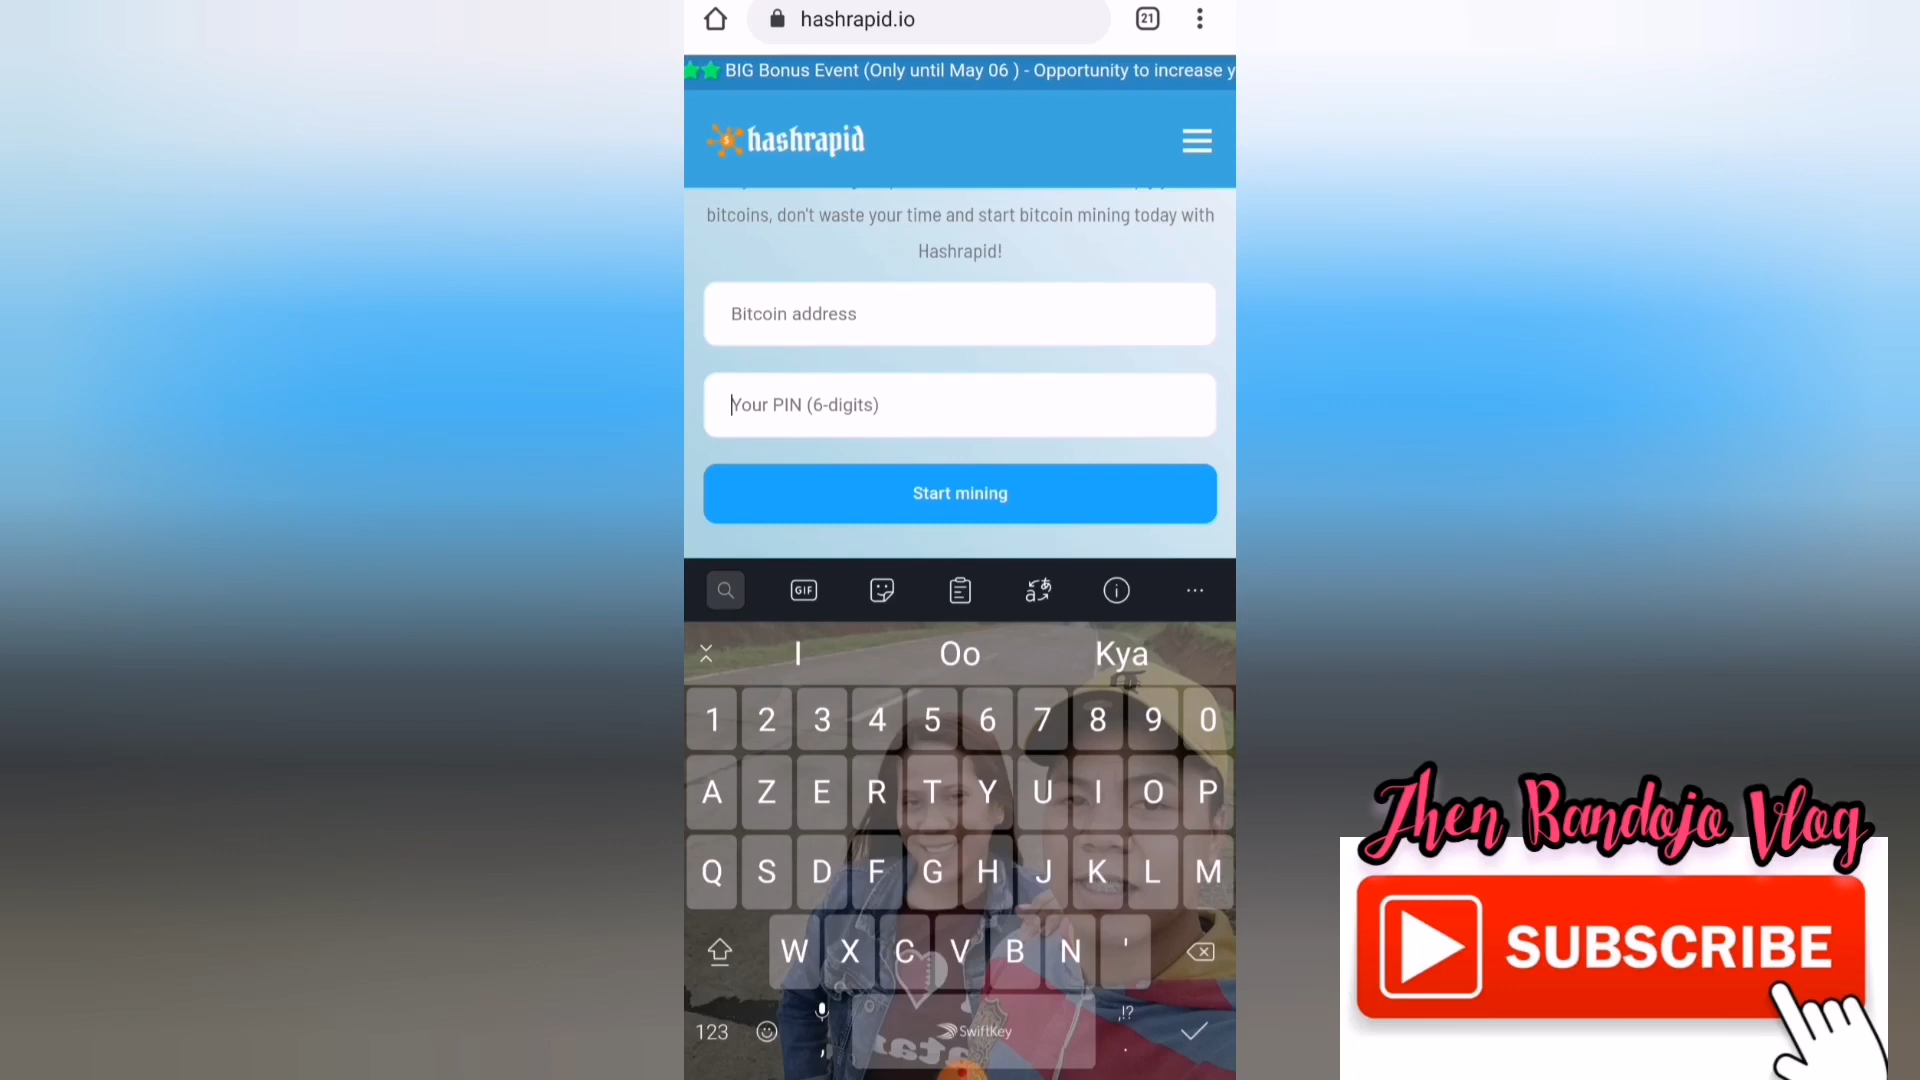 21
hashrapid.io
BIG Bonus Event (Only until May 06 ) - Opportunity to increase y
hashrapid
bitcoins, don't waste your time and start bitcoin mining today with
Hashrapid!
Bitcoin address
Your PIN (6-digits)
Start mining
GIF
I Oo Kya
1 2 3 4 5 6 7 8 9 0
A Z E R T Y U I O P
Q S D F G H J K L M
W X C V B N '
123 , SwiftKey ,!? .
Jhen Bandojo Vlog
SUBSCRIBE